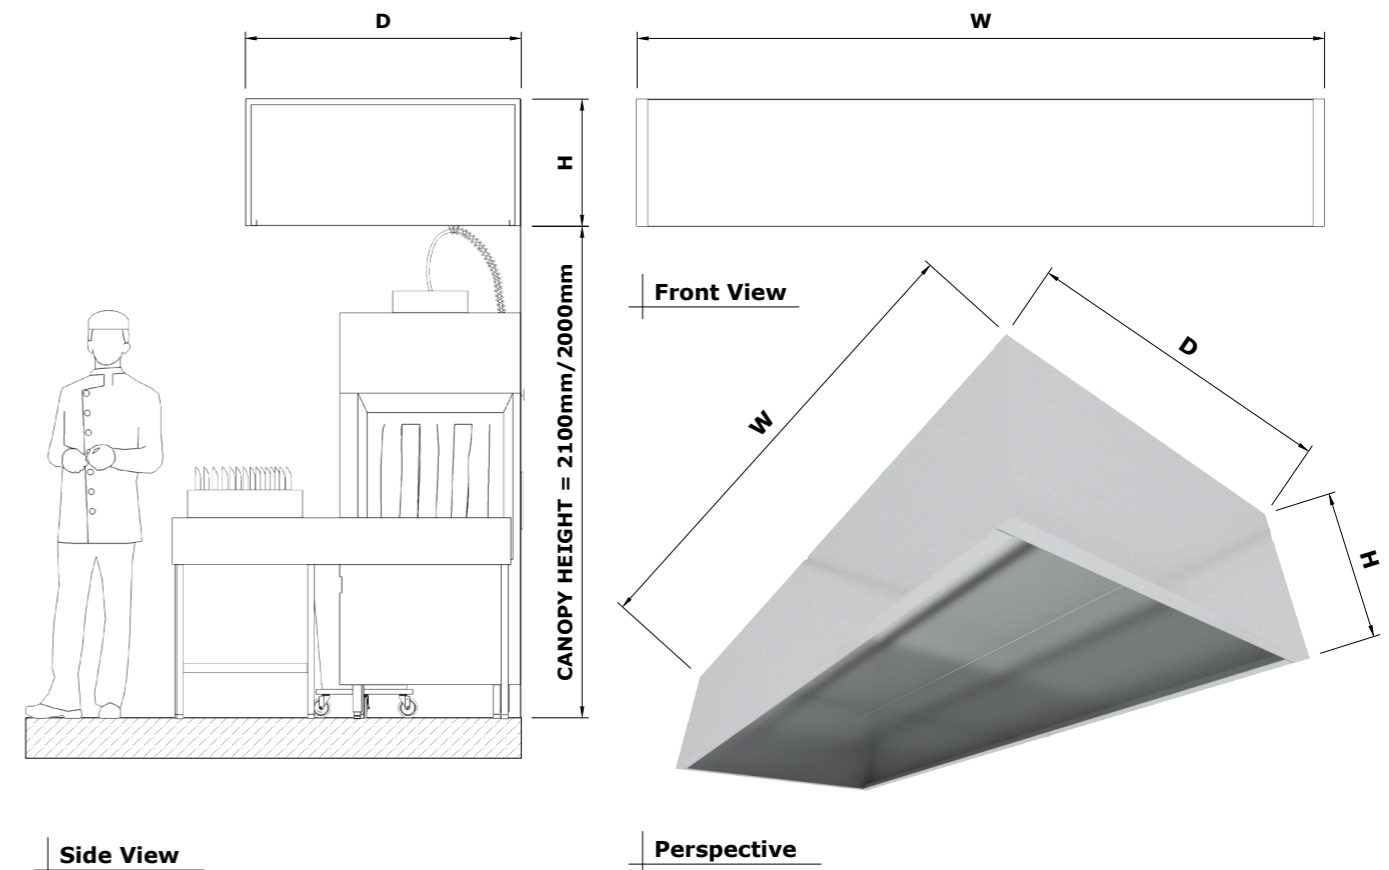 D
W
H
CANOPY HEIGHT = 2100mm/2000mm
Front View
W
D
H
Side View
Perspective